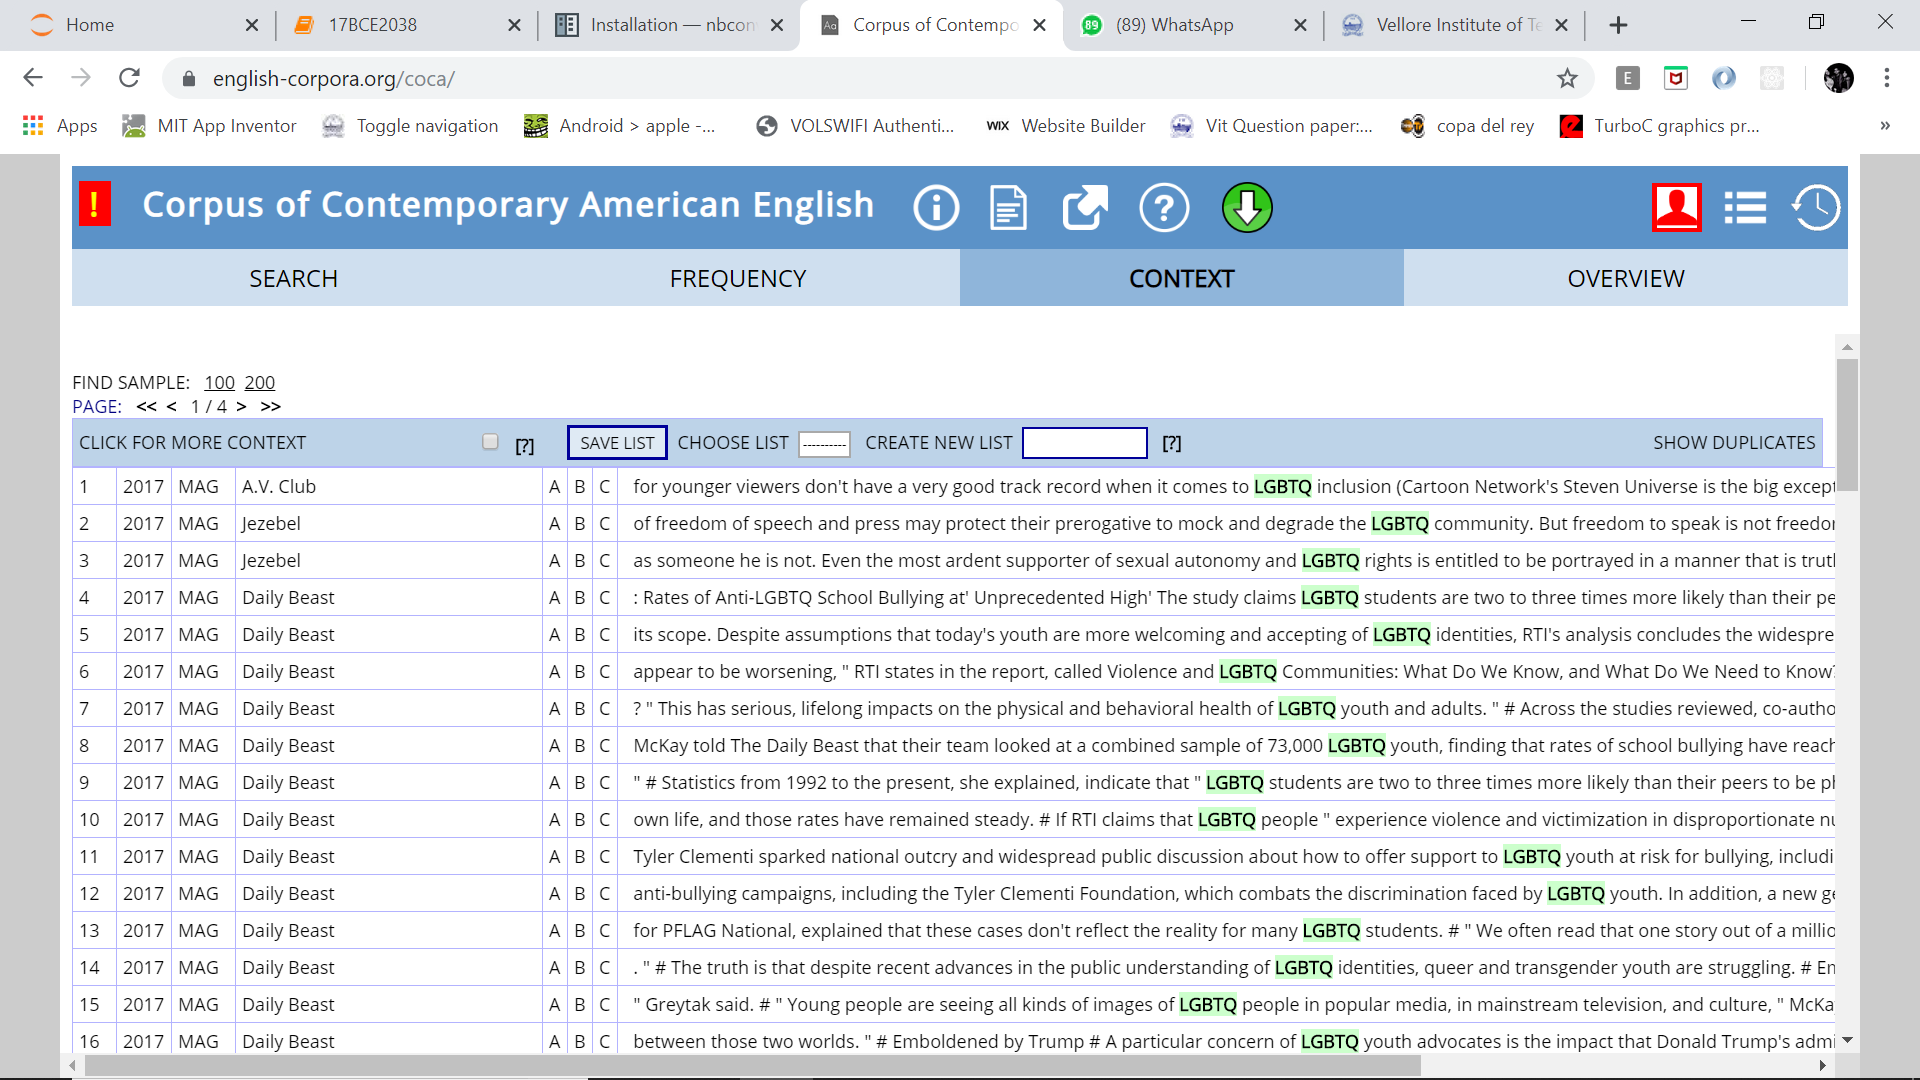 Home
17BCE2038
Installation — nbcon
Corpus of Contempo
(89) WhatsApp
Vellore Institute of Te
english-corpora.org/coca/
Apps
MIT App Inventor
Toggle navigation
Android > apple -...
VOLSWIFI Authenti...
WIX Website Builder
Vit Question paper:...
copa del rey
TurboC graphics pr...
»
! Corpus of Contemporary American English
SEARCH FREQUENCY CONTEXT OVERVIEW
FIND SAMPLE: 100 200
PAGE: << < 1 / 4 > >>
CLICK FOR MORE CONTEXT [?] SAVE LIST CHOOSE LIST ---------- CREATE NEW LIST [?] SHOW DUPLICATES
1 2017 MAG A.V. Club A B C for younger viewers don't have a very good track record when it comes to LGBTQ inclusion (Cartoon Network's Steven Universe is the big except
2 2017 MAG Jezebel A B C of freedom of speech and press may protect their prerogative to mock and degrade the LGBTQ community. But freedom to speak is not freedom
3 2017 MAG Jezebel A B C as someone he is not. Even the most ardent supporter of sexual autonomy and LGBTQ rights is entitled to be portrayed in a manner that is truth
4 2017 MAG Daily Beast A B C : Rates of Anti-LGBTQ School Bullying at' Unprecedented High' The study claims LGBTQ students are two to three times more likely than their pe
5 2017 MAG Daily Beast A B C its scope. Despite assumptions that today's youth are more welcoming and accepting of LGBTQ identities, RTI's analysis concludes the widespre
6 2017 MAG Daily Beast A B C appear to be worsening, " RTI states in the report, called Violence and LGBTQ Communities: What Do We Know, and What Do We Need to Know?
7 2017 MAG Daily Beast A B C ? " This has serious, lifelong impacts on the physical and behavioral health of LGBTQ youth and adults. " # Across the studies reviewed, co-autho
8 2017 MAG Daily Beast A B C McKay told The Daily Beast that their team looked at a combined sample of 73,000 LGBTQ youth, finding that rates of school bullying have reach
9 2017 MAG Daily Beast A B C " # Statistics from 1992 to the present, she explained, indicate that " LGBTQ students are two to three times more likely than their peers to be ph
10 2017 MAG Daily Beast A B C own life, and those rates have remained steady. # If RTI claims that LGBTQ people " experience violence and victimization in disproportionate nu
11 2017 MAG Daily Beast A B C Tyler Clementi sparked national outcry and widespread public discussion about how to offer support to LGBTQ youth at risk for bullying, includi
12 2017 MAG Daily Beast A B C anti-bullying campaigns, including the Tyler Clementi Foundation, which combats the discrimination faced by LGBTQ youth. In addition, a new ge
13 2017 MAG Daily Beast A B C for PFLAG National, explained that these cases don't reflect the reality for many LGBTQ students. # " We often read that one story out of a millio
14 2017 MAG Daily Beast A B C . " # The truth is that despite recent advances in the public understanding of LGBTQ identities, queer and transgender youth are struggling. # Em
15 2017 MAG Daily Beast A B C " Greytak said. # " Young people are seeing all kinds of images of LGBTQ people in popular media, in mainstream television, and culture, " McKa
16 2017 MAG Daily Beast A B C between those two worlds. " # Emboldened by Trump # A particular concern of LGBTQ youth advocates is the impact that Donald Trump's admi